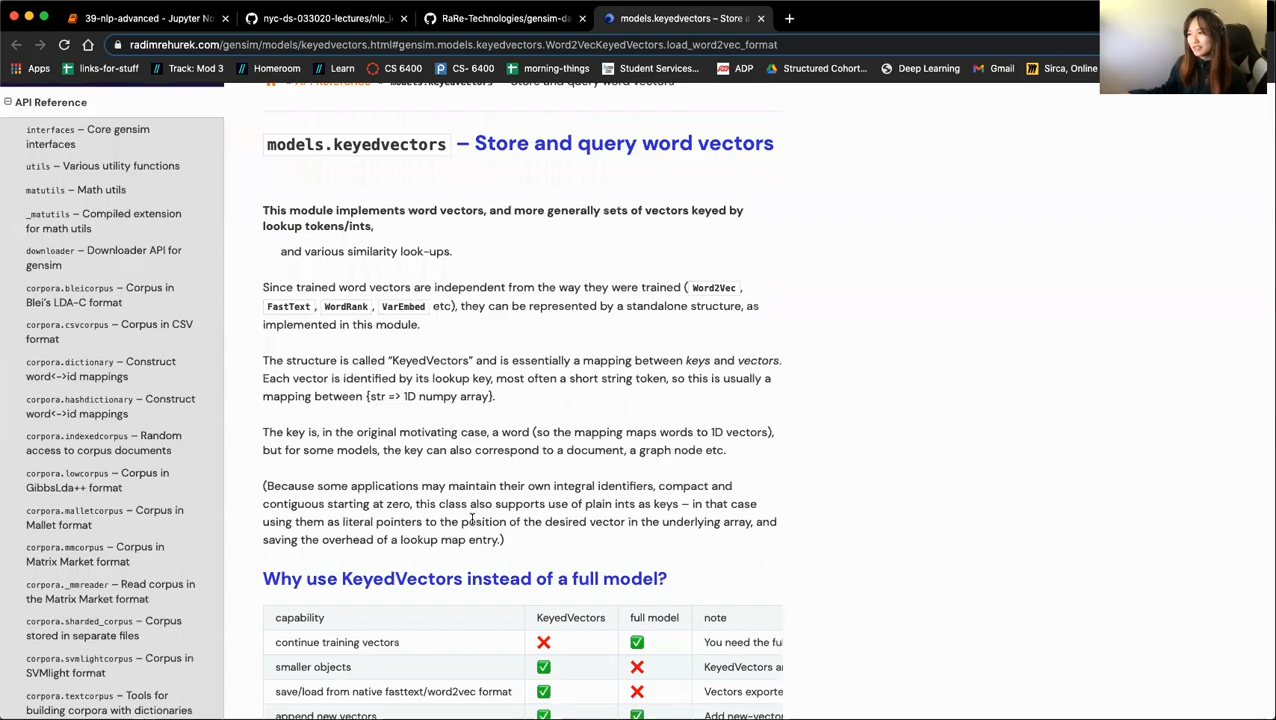 39-nlp-advanced - Jupyter No
nyc-ds-033020-lectures/nlp_l
RaRe-Technologies/gensim-da
models.keyedvectors – Store a
radimrehurek.com/gensim/models/keyedvectors.html#gensim.models.keyedvectors.Word2VecKeyedVectors.load_word2vec_format
Apps
links-for-stuff
Track: Mod 3
Homeroom
Learn
CS 6400
CS- 6400
morning-things
Student Services...
ADP
Structured Cohort...
Deep Learning
Gmail
Sirca, Online
API Reference
interfaces – Core gensim
interfaces
utils – Various utility functions
matutils – Math utils
_matutils – Compiled extension
for math utils
downloader – Downloader API for
gensim
corpora.bleicorpus – Corpus in
Blei's LDA-C format
corpora.csvcorpus – Corpus in CSV
format
corpora.dictionary – Construct
word<->id mappings
corpora.hashdictionary – Construct
word<->id mappings
corpora.indexedcorpus – Random
access to corpus documents
corpora.lowcorpus – Corpus in
GibbsLda++ format
corpora.malletcorpus – Corpus in
Mallet format
corpora.mmcorpus – Corpus in
Matrix Market format
corpora._mmreader – Read corpus in
the Matrix Market format
corpora.sharded_corpus – Corpus
stored in separate files
corpora.svmlightcorpus – Corpus in
SVMlight format
corpora.textcorpus – Tools for
building corpora with dictionaries
models.keyedvectors – Store and query word vectors
This module implements word vectors, and more generally sets of vectors keyed by
lookup tokens/ints,
and various similarity look-ups.
Since trained word vectors are independent from the way they were trained ( Word2Vec ,
FastText , WordRank , VarEmbed etc), they can be represented by a standalone structure, as
implemented in this module.
The structure is called “KeyedVectors” and is essentially a mapping between keys and vectors.
Each vector is identified by its lookup key, most often a short string token, so this is usually a
mapping between {str => 1D numpy array}.
The key is, in the original motivating case, a word (so the mapping maps words to 1D vectors),
but for some models, the key can also correspond to a document, a graph node etc.
(Because some applications may maintain their own integral identifiers, compact and
contiguous starting at zero, this class also supports use of plain ints as keys – in that case
using them as literal pointers to the position of the desired vector in the underlying array, and
saving the overhead of a lookup map entry.)
Why use KeyedVectors instead of a full model?
capability KeyedVectors full model note
continue training vectors ❌ ✅ You need the fu
smaller objects ✅ ❌ KeyedVectors a
save/load from native fasttext/word2vec format ✅ ❌ Vectors exporte
append new vectors ✅ ✅ Add new-vector